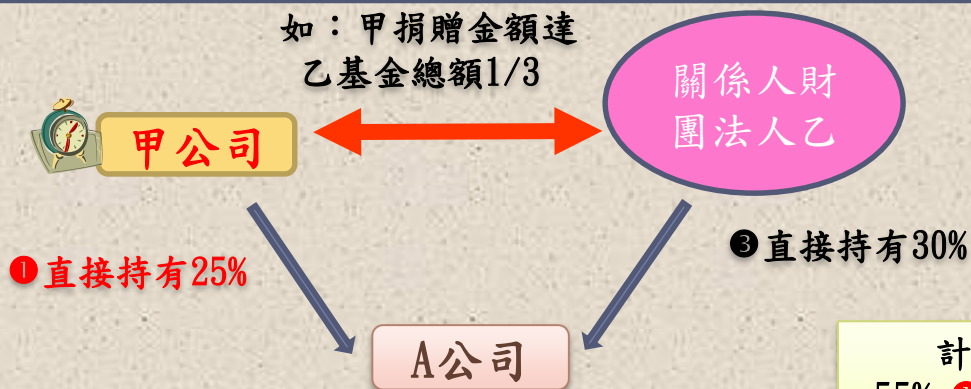 如：甲捐贈金額達
乙基金總額1/3
關係人財
團法人乙
甲公司
❶直接持有25%
❸直接持有30%
A公司
計
55%